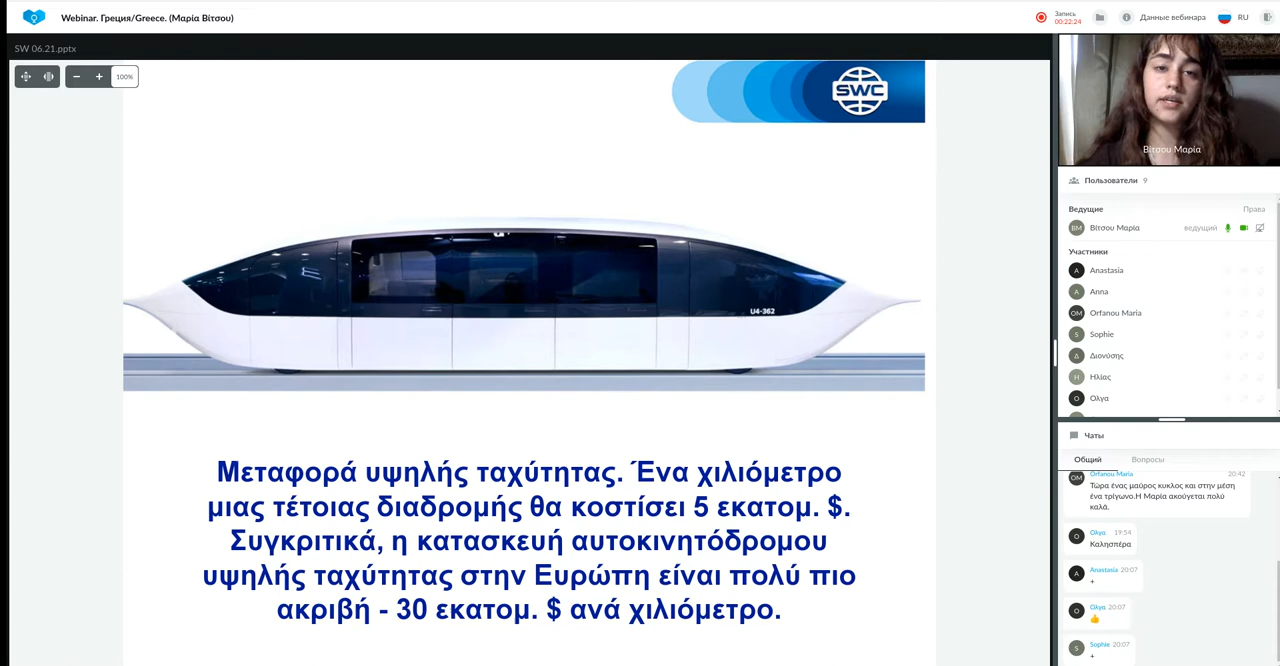 Webinar. Греция/Greece. (Μαρία Βίτσου)
Запись
00:22:24
Данные вебинара
RU
SW 06.21.pptx
100%
SWC
U4-362
Μεταφορά υψηλής ταχύτητας. Ένα χιλιόμετρο
μιας τέτοιας διαδρομής θα κοστίσει 5 εκατομ. $.
Συγκριτικά, η κατασκευή αυτοκινητόδρομου
υψηλής ταχύτητας στην Ευρώπη είναι πολύ πιο
ακριβή - 30 εκατομ. $ ανά χιλιόμετρο.
Βίτσου Μαρία
Пользователи 9
Ведущие Права
ΒΜ Βίτσου Μαρία ведущий
Участники
A Anastasia
A Anna
OM Orfanou Maria
S Sophie
Δ Διονύσης
Η Ηλίας
Ο Ολγα
Чаты
Общий Вопросы
OM Orfanou Maria 20:42
Τώρα ένας μαύρος κυκλος και στην μέση
ένα τρίγωνο.Η Μαρία ακούγεται πολύ
καλά.
Ο Ολγα 19:54
Καλησπέρα
A Anastasia 20:07
+
Ο Ολγα 20:07
👍
S Sophie 20:07
+